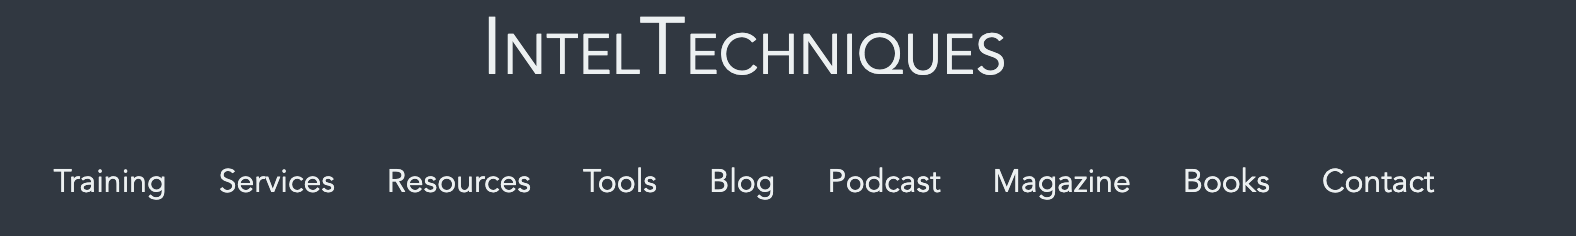 INTELTECHNIQUES
Training Services Resources Tools Blog Podcast Magazine Books Contact